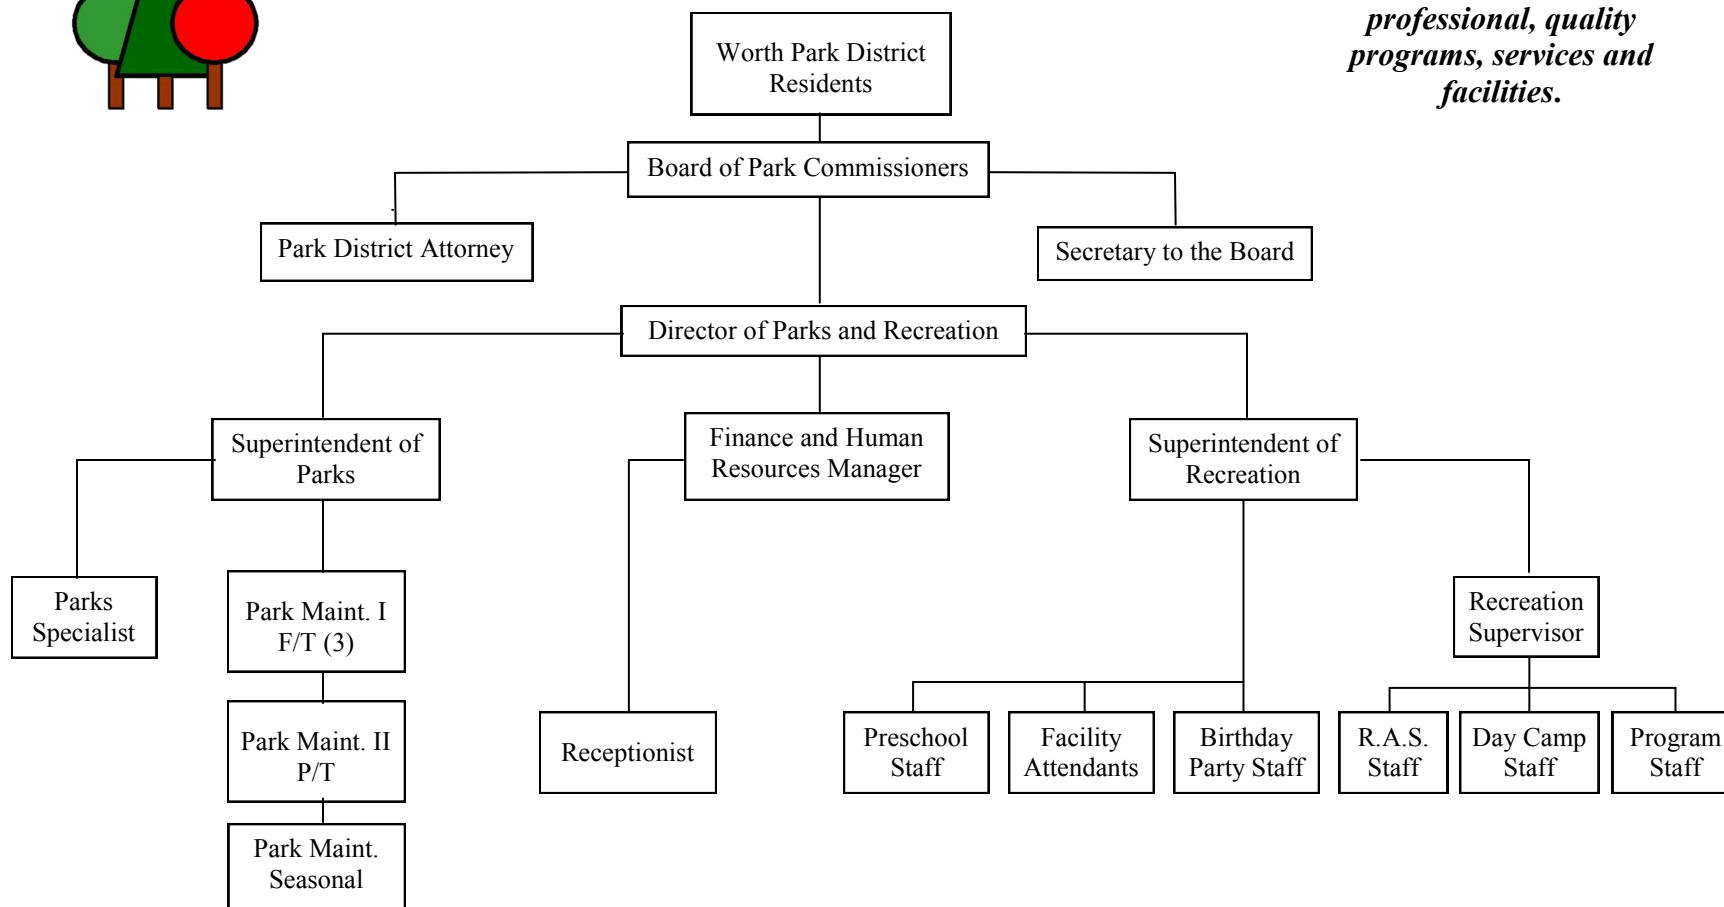 professional, quality
programs, services and
facilities.
Worth Park District
Residents
Board of Park Commissioners
Park District Attorney
Secretary to the Board
Director of Parks and Recreation
Superintendent of
Parks
Finance and Human
Resources Manager
Superintendent of
Recreation
Parks
Specialist
Park Maint. I
F/T (3)
Recreation
Supervisor
Park Maint. II
P/T
Receptionist
Preschool
Staff
Facility
Attendants
Birthday
Party Staff
R.A.S.
Staff
Day Camp
Staff
Program
Staff
Park Maint.
Seasonal